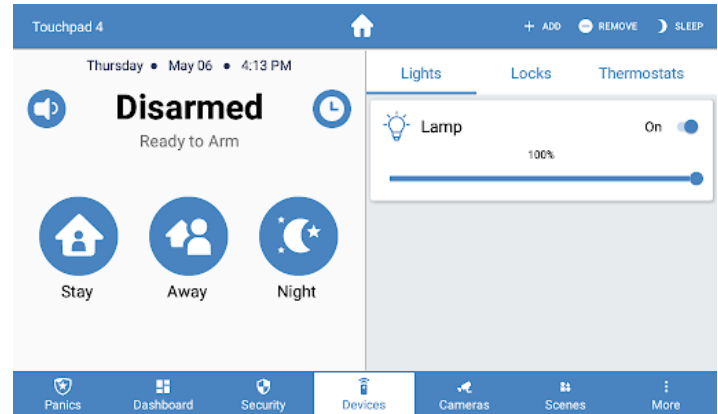 Touchpad 4
+ ADD
REMOVE
SLEEP
Thursday • May 06 • 4:13 PM
Disarmed
Ready to Arm
Stay
Away
Night
Lights
Locks
Thermostats
Lamp
On
100%
Panics
Dashboard
Security
Devices
Cameras
Scenes
More